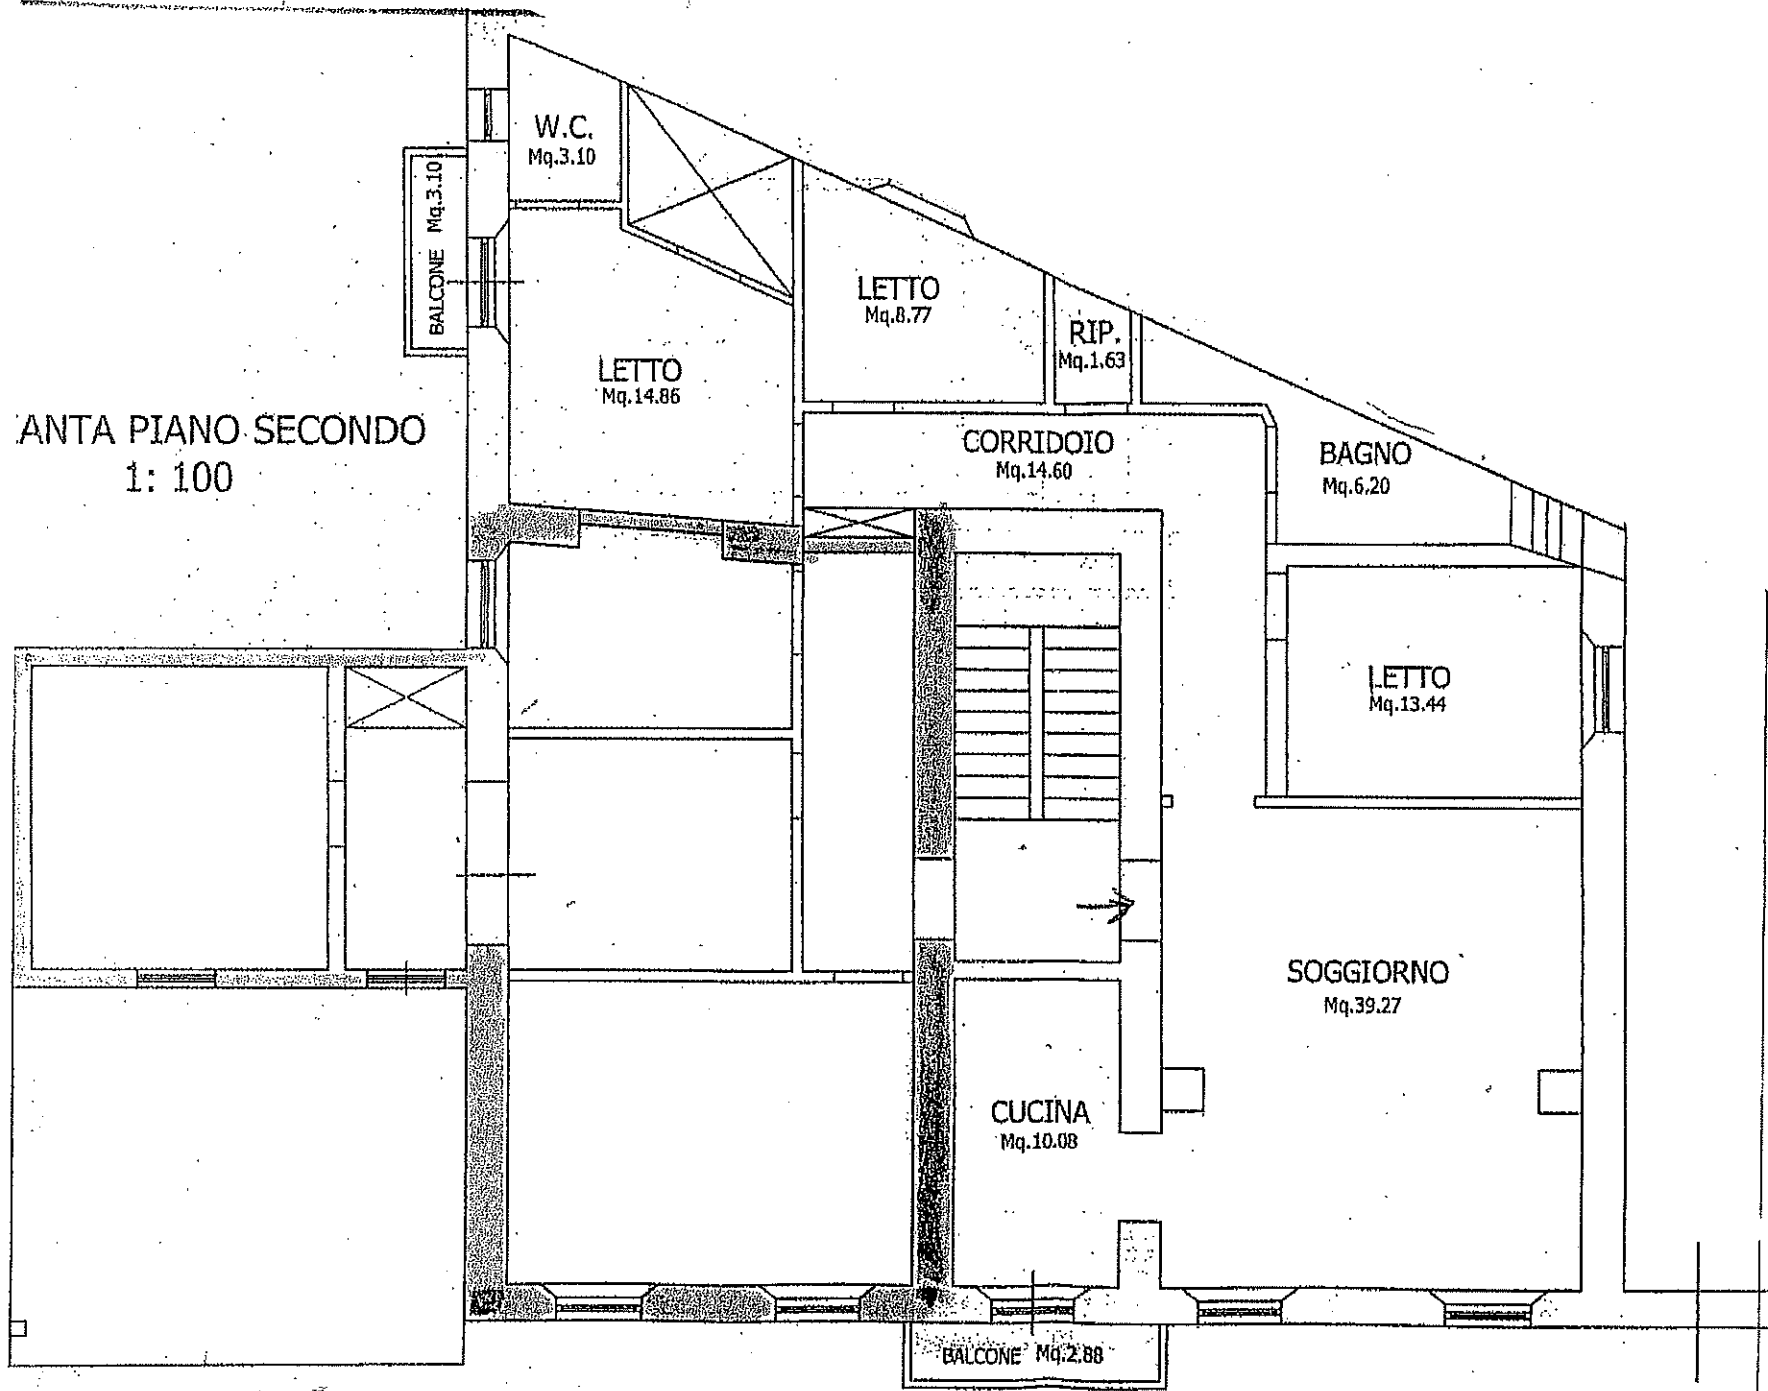 W.C.
Mq.3.10
BALCONE Mq.3.10
LETTO
Mq.8.77
RIP.
Mq.1.63
LETTO
Mq.14.86
ANTA PIANO SECONDO
1: 100
CORRIDOIO
Mq.14.60
BAGNO
Mq.6.20
LETTO
Mq.13.44
SOGGIORNO
Mq.39.27
CUCINA
Mq.10.08
BALCONE Mq.2.88